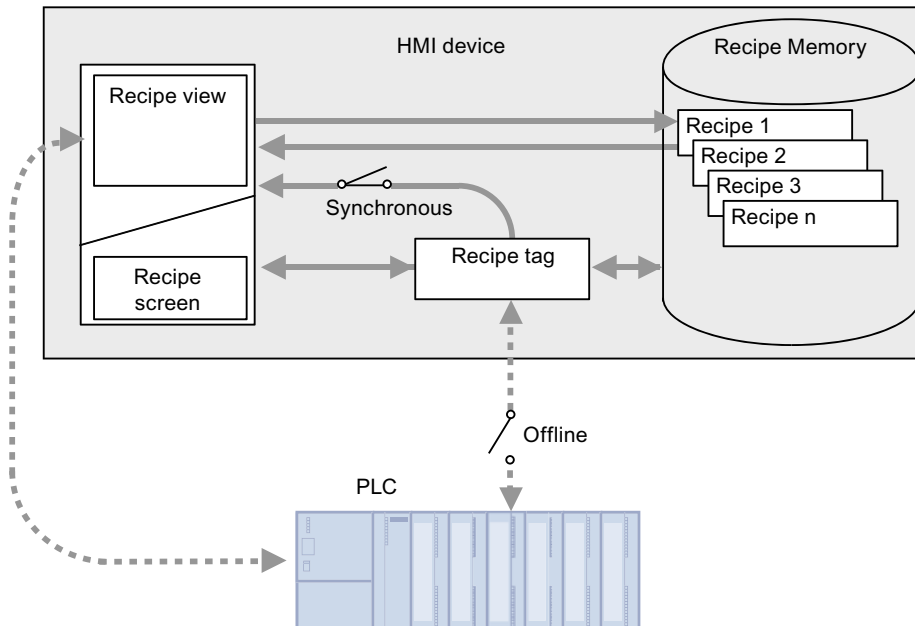 HMI device
Recipe Memory
Recipe view
Recipe 1
Recipe 2
Recipe 3
Recipe n
Synchronous
Recipe tag
Recipe
screen
Offline
PLC